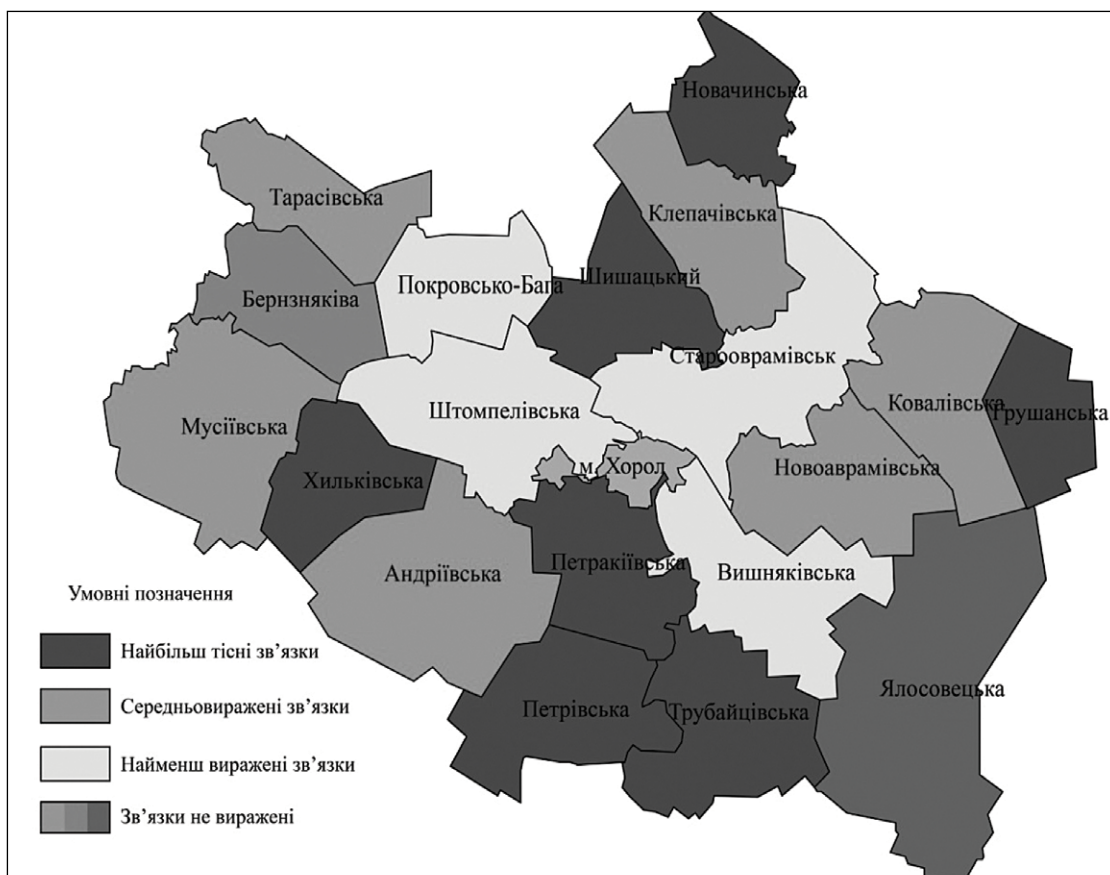 Новачинська
Тарасівська
Клепачівська
Шишацький
Покровсько-Бага
Бернзняківа
Старооврамівськ
Штомпелівська
Ковалівська
Грушанська
Мусіївська
м. Хорол
Новоаврамівська
Хильківська
Петракіївська
Андріївська
Вишняківська
Ялосовецька
Петрівська
Трубайцівська
Умовні позначення
Найбільш тісні зв’язки
Середньовиражені зв’язки
Найменш виражені зв’язки
Зв’язки не виражені